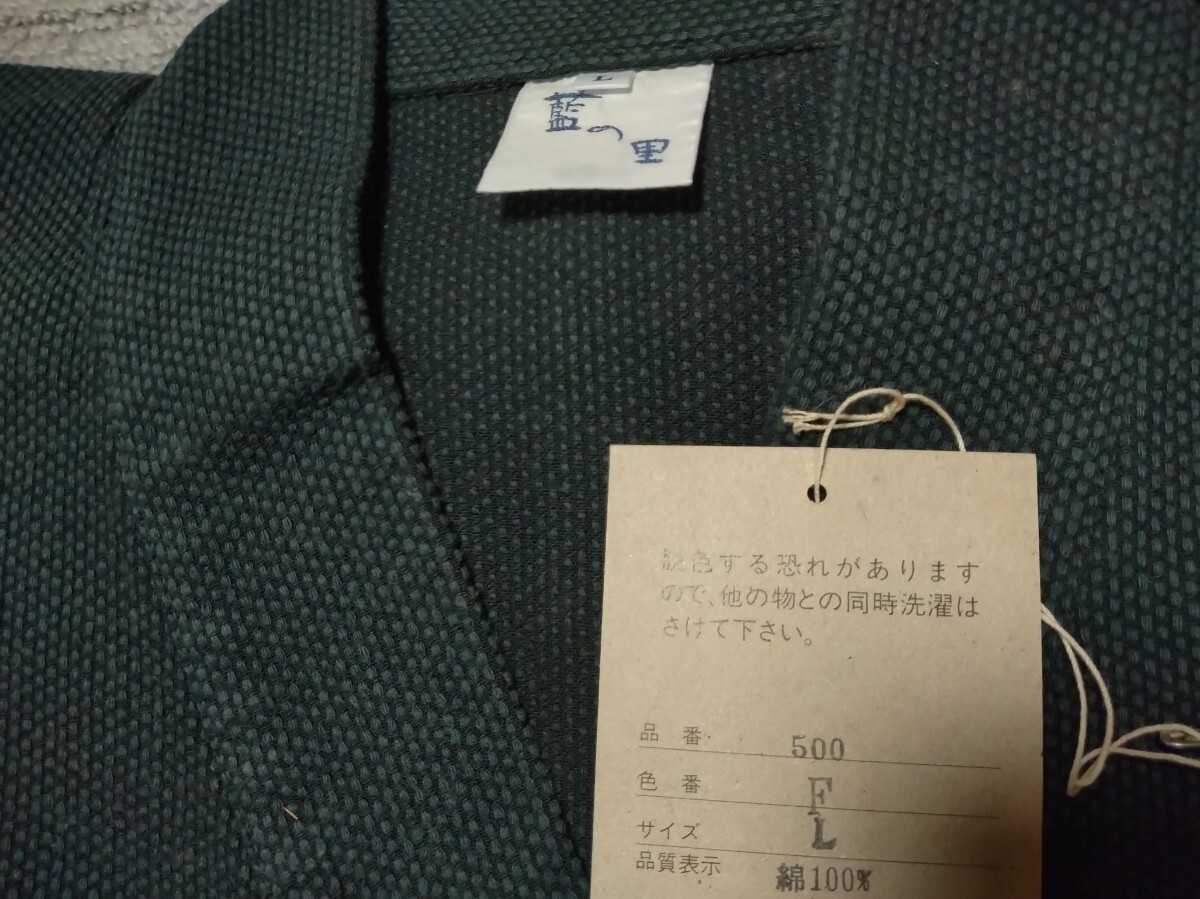 L
藍の里
脱色する恐れがあります
ので、他の物との同時洗濯は
さけて下さい。
品番 500
色番 F
サイズ L
品質表示 綿100%